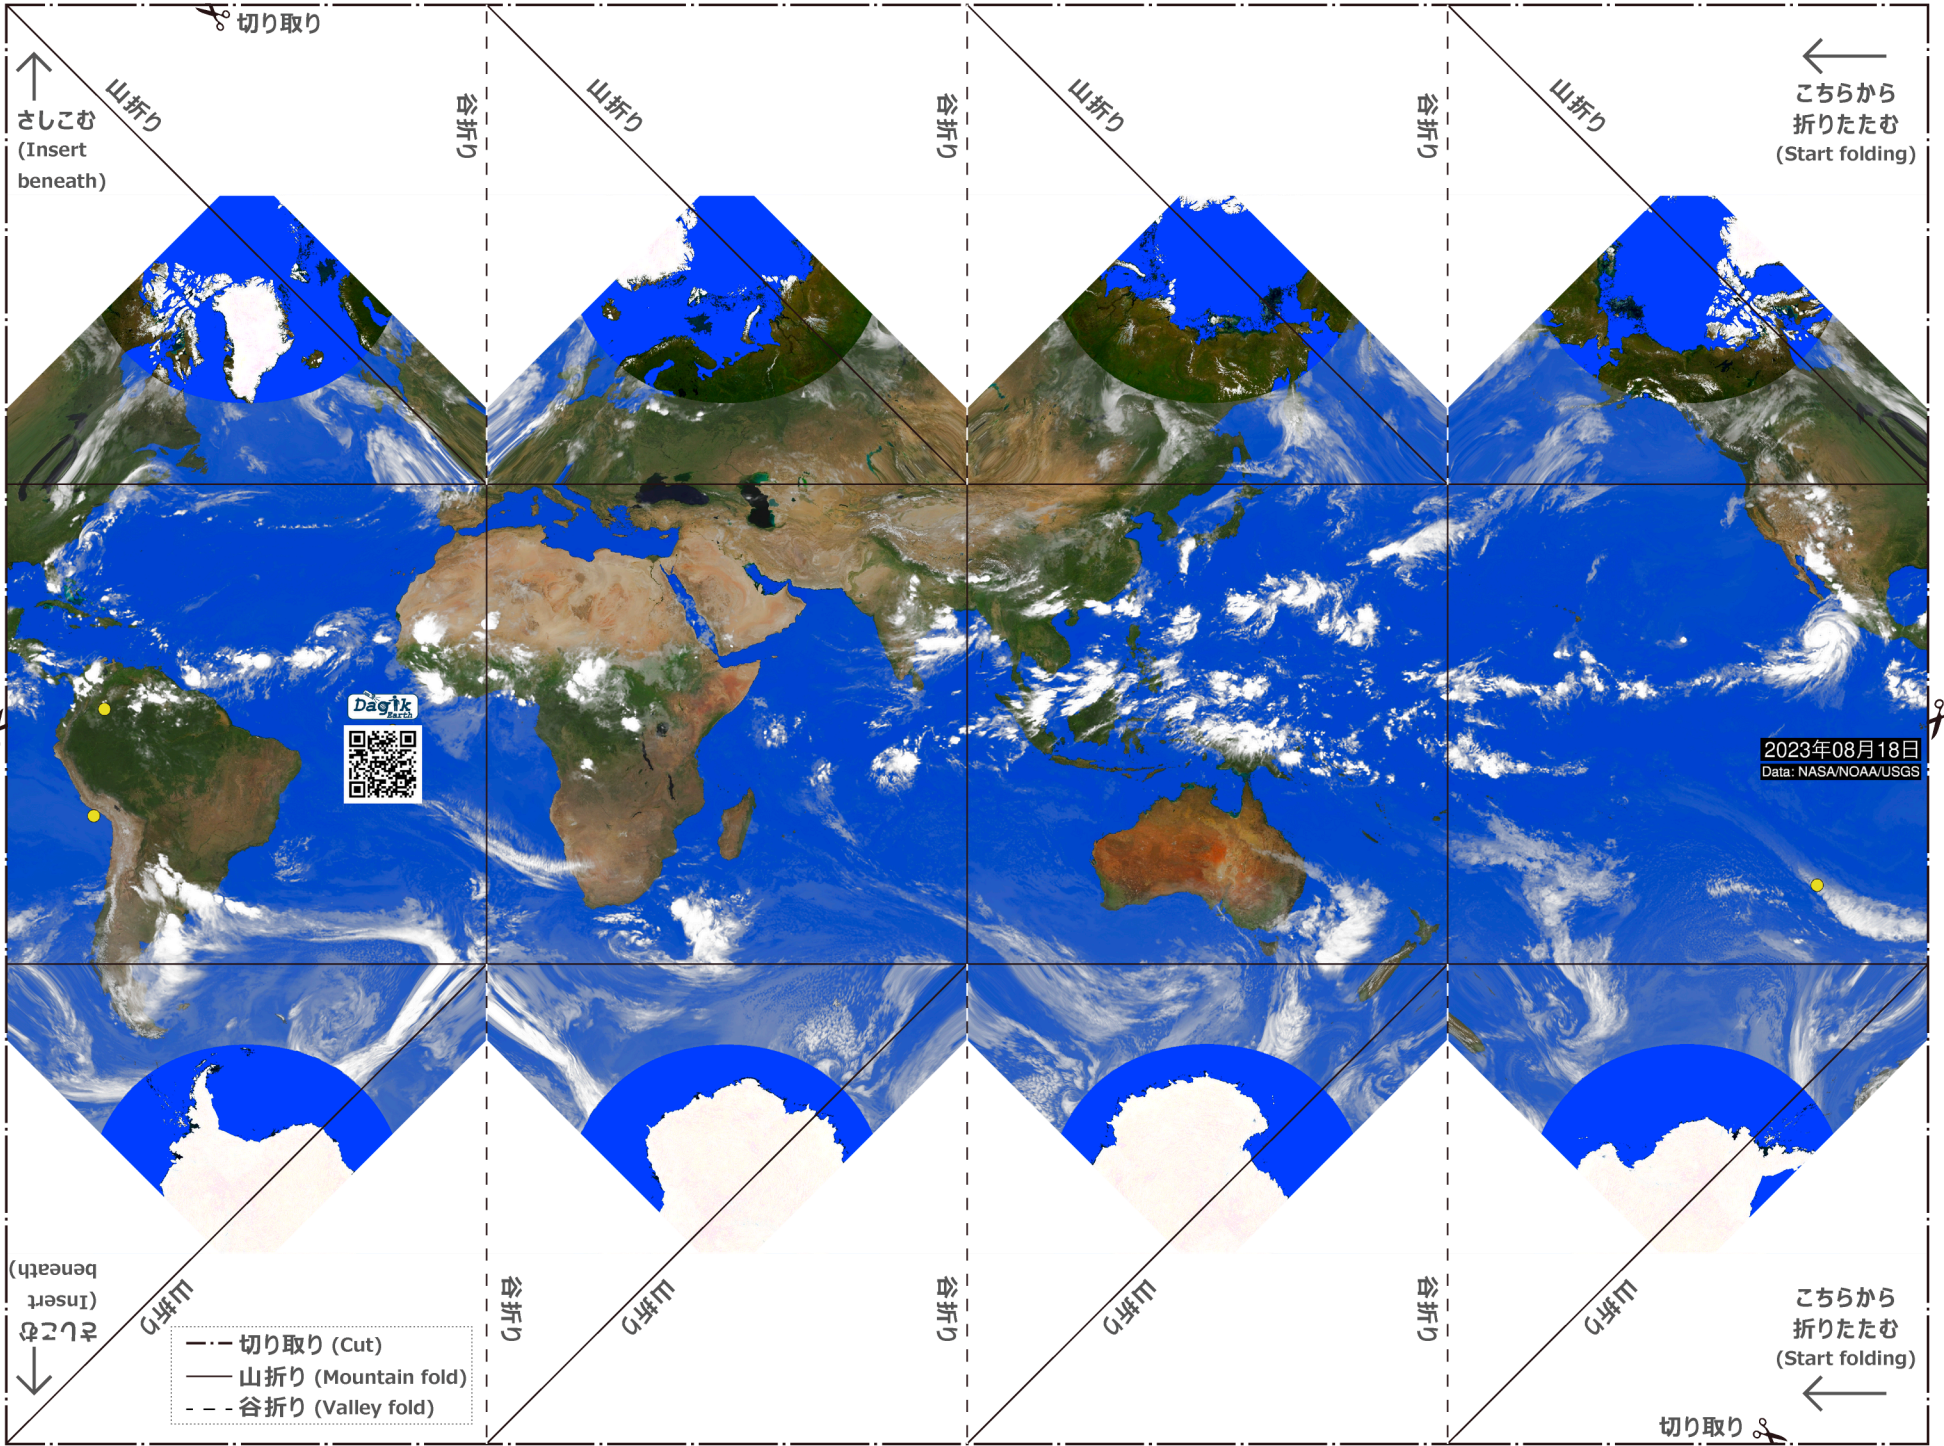 切り取り
山折り
谷折り
山折り
谷折り
山折り
谷折り
山折り
さしこむ
(Insert
beneath)
こちらから
折りたたむ
(Start folding)
Dagik
Earth
2023年08月18日
Data: NASA/NOAA/USGS
さしこむ
(Insert
beneath)
山折り
谷折り
山折り
谷折り
山折り
谷折り
山折り
こちらから
折りたたむ
(Start folding)
切り取り (Cut)
山折り (Mountain fold)
谷折り (Valley fold)
切り取り